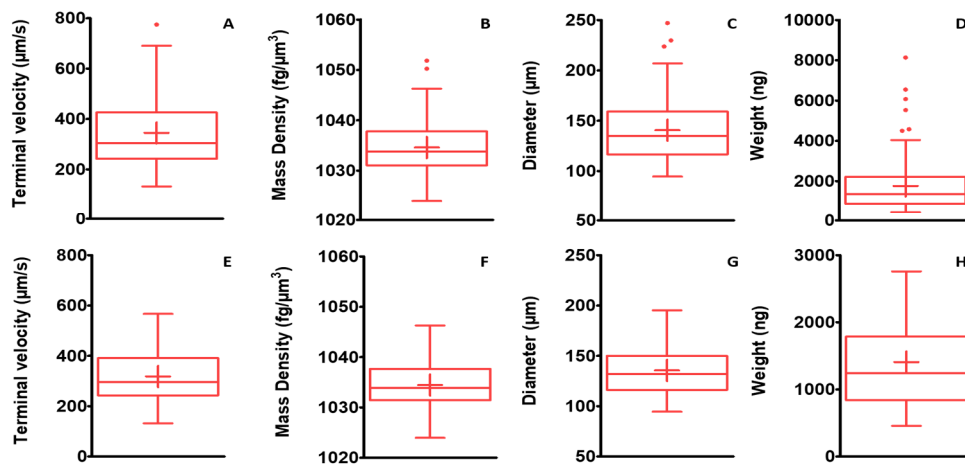 A
Terminal velocity (µm/s)
800
600
400
200
0
B
Mass Density (fg/µm³)
1060
1050
1040
1030
1020
C
Diameter (µm)
250
200
150
100
50
D
Weight (ng)
10000
8000
6000
4000
2000
0
E
Terminal velocity (µm/s)
800
600
400
200
0
F
Mass Density (fg/µm³)
1060
1050
1040
1030
1020
G
Diameter (µm)
250
200
150
100
50
H
Weight (ng)
3000
2000
1000
0